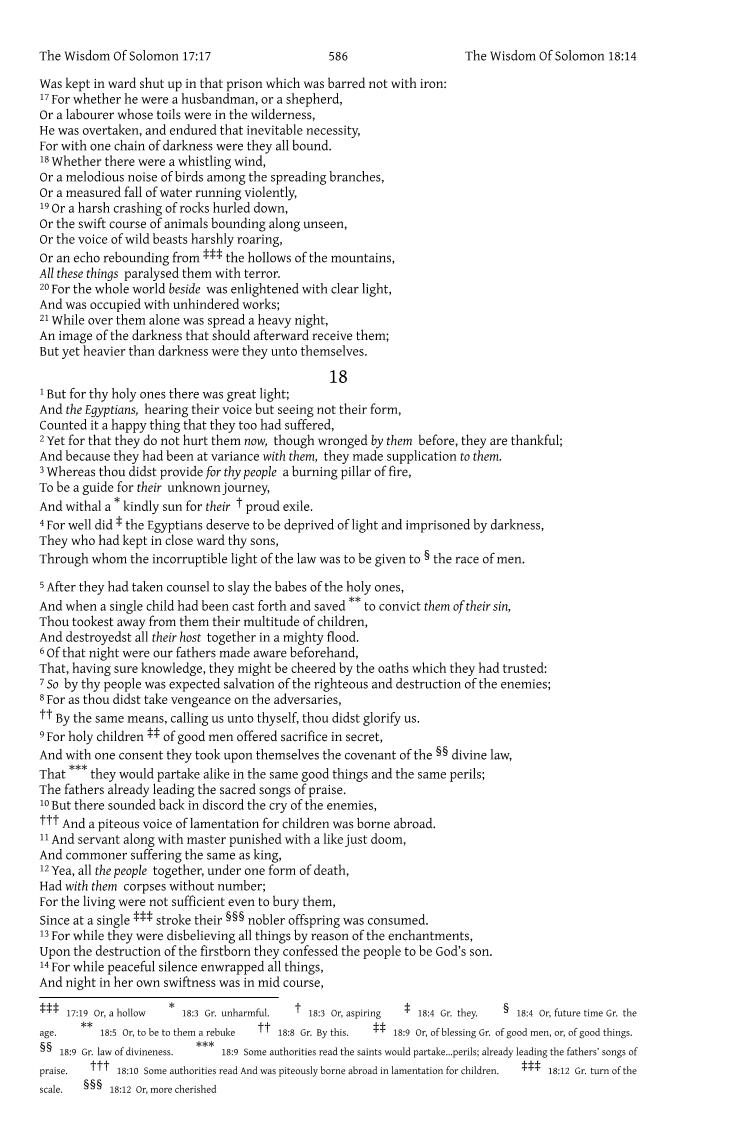 The Wisdom Of Solomon 17:17 586 The Wisdom Of Solomon 18:14
Was kept in ward shut up in that prison which was barred not with iron:
17 For whether he were a husbandman, or a shepherd,
Or a labourer whose toils were in the wilderness,
He was overtaken, and endured that inevitable necessity,
For with one chain of darkness were they all bound.
18 Whether there were a whistling wind,
Or a melodious noise of birds among the spreading branches,
Or a measured fall of water running violently,
19 Or a harsh crashing of rocks hurled down,
Or the swift course of animals bounding along unseen,
Or the voice of wild beasts harshly roaring,
Or an echo rebounding from ‡‡‡ the hollows of the mountains,
All these things paralysed them with terror.
20 For the whole world beside was enlightened with clear light,
And was occupied with unhindered works;
21 While over them alone was spread a heavy night,
An image of the darkness that should afterward receive them;
But yet heavier than darkness were they unto themselves.
18
1 But for thy holy ones there was great light;
And the Egyptians, hearing their voice but seeing not their form,
Counted it a happy thing that they too had suffered,
2 Yet for that they do not hurt them now, though wronged by them before, they are thankful;
And because they had been at variance with them, they made supplication to them.
3 Whereas thou didst provide for thy people a burning pillar of fire,
To be a guide for their unknown journey,
And withal a * kindly sun for their † proud exile.
4 For well did ‡ the Egyptians deserve to be deprived of light and imprisoned by darkness,
They who had kept in close ward thy sons,
Through whom the incorruptible light of the law was to be given to § the race of men.
5 After they had taken counsel to slay the babes of the holy ones,
And when a single child had been cast forth and saved ** to convict them of their sin,
Thou tookest away from them their multitude of children,
And destroyedst all their host together in a mighty flood.
6 Of that night were our fathers made aware beforehand,
That, having sure knowledge, they might be cheered by the oaths which they had trusted:
7 So by thy people was expected salvation of the righteous and destruction of the enemies;
8 For as thou didst take vengeance on the adversaries,
†† By the same means, calling us unto thyself, thou didst glorify us.
9 For holy children ‡‡ of good men offered sacrifice in secret,
And with one consent they took upon themselves the covenant of the §§ divine law,
That *** they would partake alike in the same good things and the same perils;
The fathers already leading the sacred songs of praise.
10 But there sounded back in discord the cry of the enemies,
††† And a piteous voice of lamentation for children was borne abroad.
11 And servant along with master punished with a like just doom,
And commoner suffering the same as king,
12 Yea, all the people together, under one form of death,
Had with them corpses without number;
For the living were not sufficient even to bury them,
Since at a single ‡‡‡ stroke their §§§ nobler offspring was consumed.
13 For while they were disbelieving all things by reason of the enchantments,
Upon the destruction of the firstborn they confessed the people to be God's son.
14 For while peaceful silence enwrapped all things,
And night in her own swiftness was in mid course,
‡‡‡ 17:19 Or, a hollow * 18:3 Gr. unharmful. † 18:3 Or, aspiring ‡ 18:4 Gr. they. § 18:4 Or, future time Gr. the
age. ** 18:5 Or, to be to them a rebuke †† 18:8 Gr. By this. ‡‡ 18:9 Or, of blessing Gr. of good men, or, of good things.
§§ 18:9 Gr. law of divineness. *** 18:9 Some authorities read the saints would partake...perils; already leading the fathers' songs of
praise. ††† 18:10 Some authorities read And was piteously borne abroad in lamentation for children. ‡‡‡ 18:12 Gr. turn of the
scale. §§§ 18:12 Or, more cherished